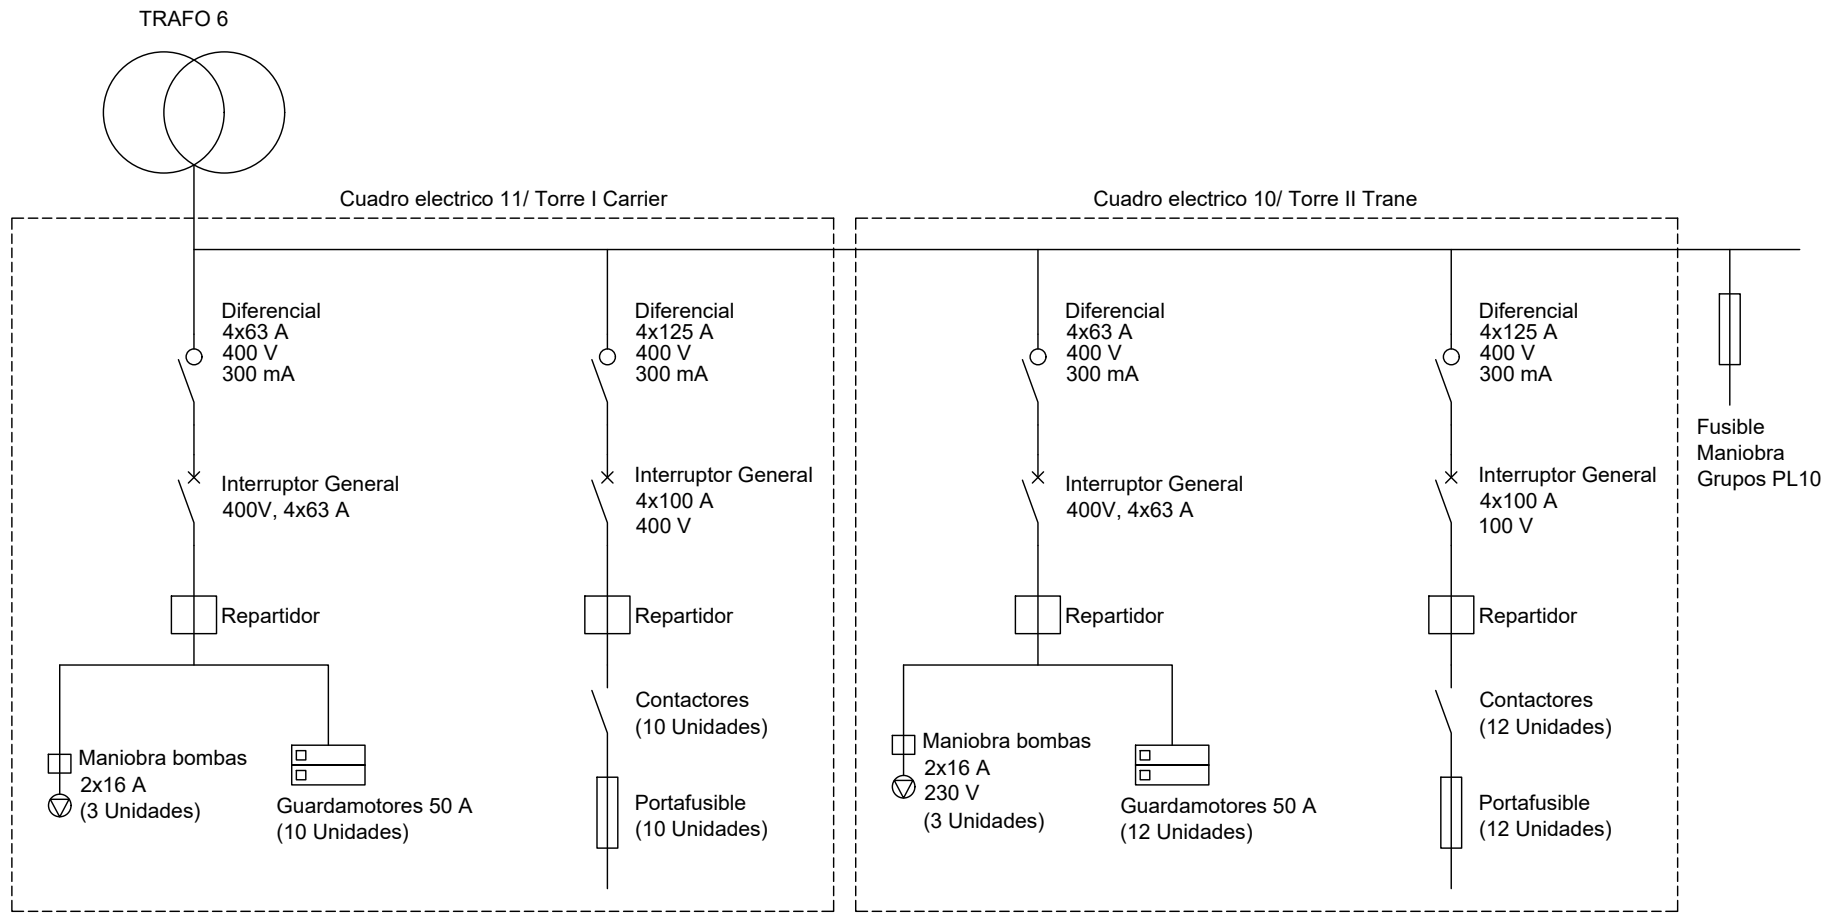 TRAFO 6
Cuadro electrico 11/ Torre I Carrier
Diferencial
4x63 A
400 V
300 mA
Interruptor General
400V, 4x63 A
Repartidor
Maniobra bombas
2x16 A
(3 Unidades)
Guardamotores 50 A
(10 Unidades)
Diferencial
4x125 A
400 V
300 mA
Interruptor General
4x100 A
400 V
Repartidor
Contactores
(10 Unidades)
Portafusible
(10 Unidades)
Cuadro electrico 10/ Torre II Trane
Diferencial
4x63 A
400 V
300 mA
Interruptor General
400V, 4x63 A
Repartidor
Maniobra bombas
2x16 A
230 V
(3 Unidades)
Guardamotores 50 A
(12 Unidades)
Diferencial
4x125 A
400 V
300 mA
Interruptor General
4x100 A
100 V
Repartidor
Contactores
(12 Unidades)
Portafusible
(12 Unidades)
Fusible
Maniobra
Grupos PL10